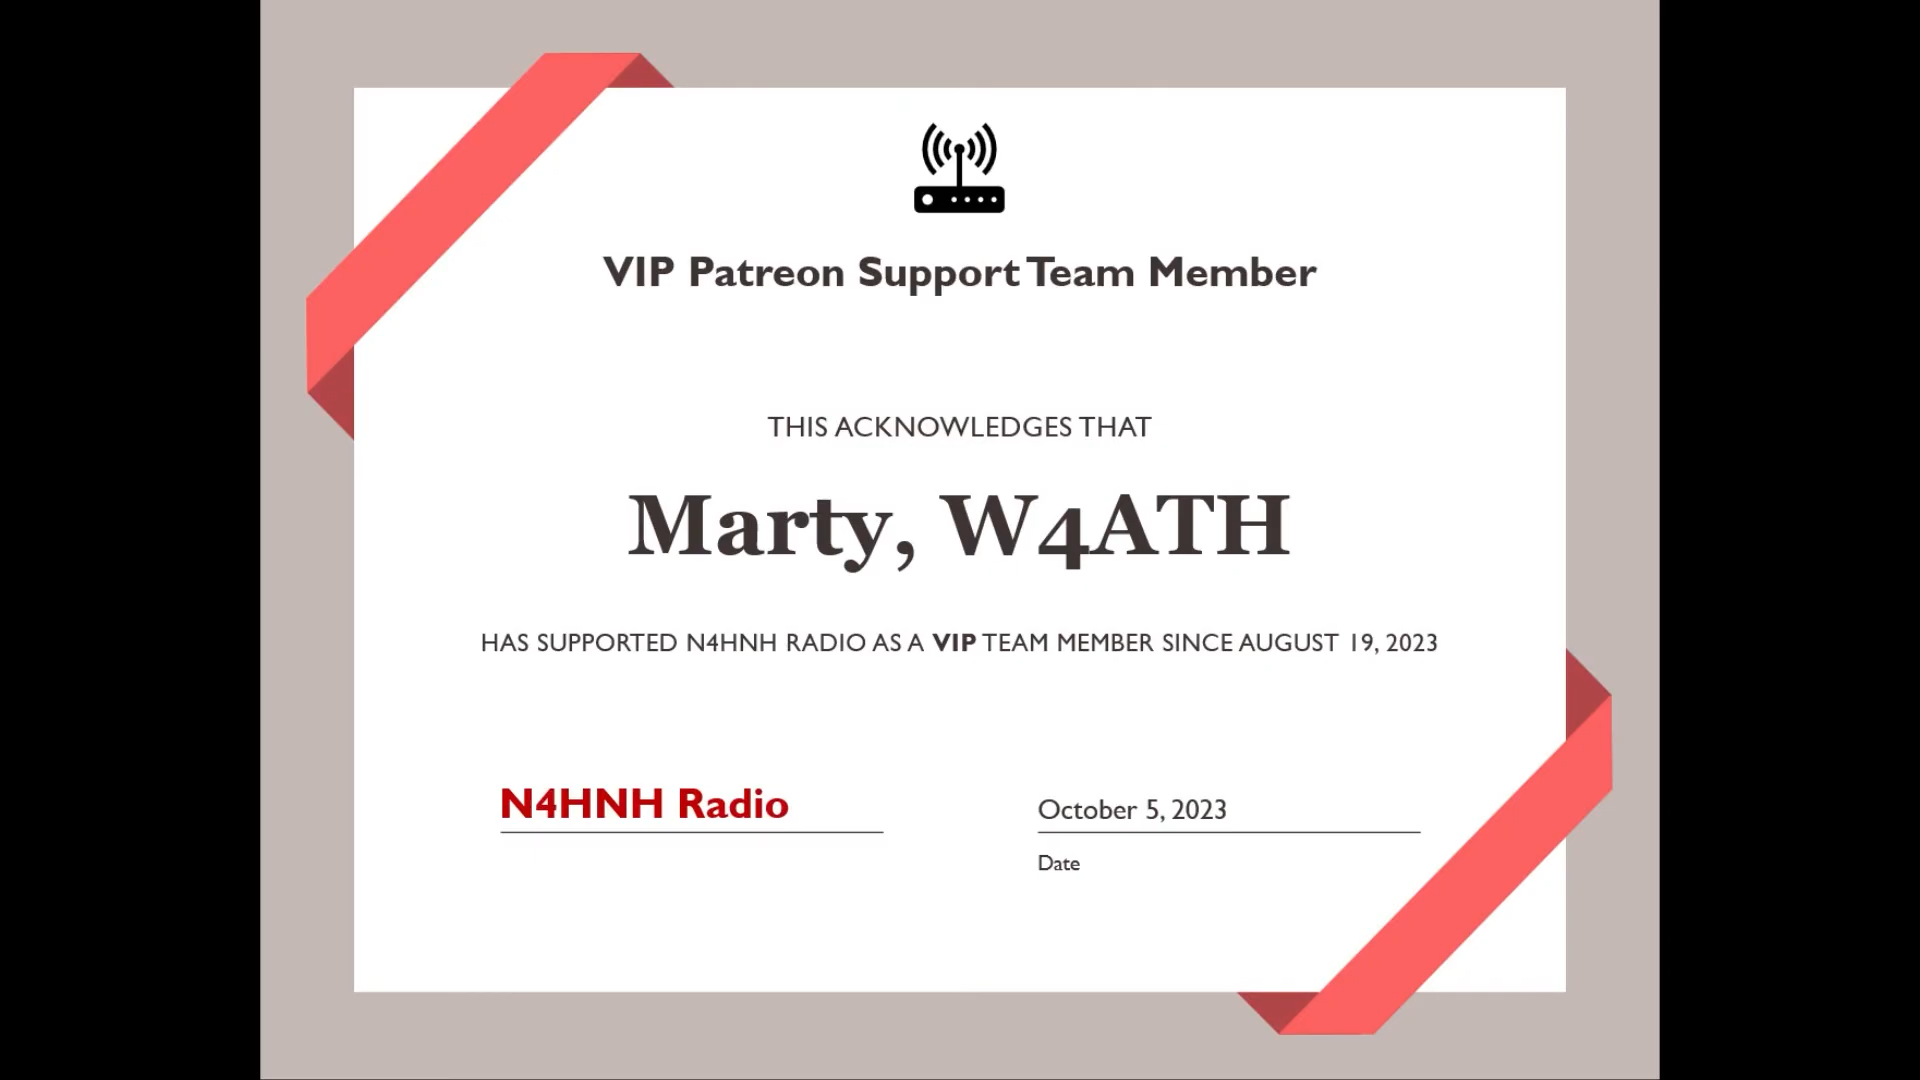 VIP Patreon Support Team Member
THIS ACKNOWLEDGES THAT
Marty, W4ATH
HAS SUPPORTED N4HNH RADIO AS A VIP TEAM MEMBER SINCE AUGUST 19, 2023
N4HNH Radio
October 5, 2023
Date